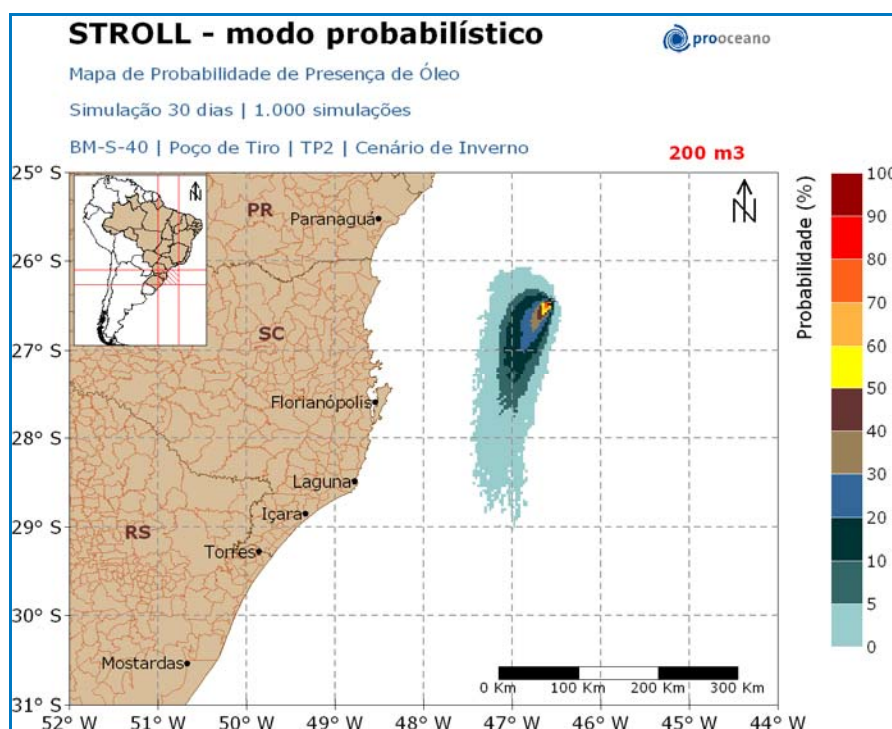 STROLL - modo probabilístico
prooceano
Mapa de Probabilidade de Presença de Óleo
Simulação 30 dias | 1.000 simulações
BM-S-40 | Poço de Tiro | TP2 | Cenário de Inverno
200 m3
25° S
26° S
27° S
28° S
29° S
30° S
31° S
N
PR
Paranaguá
SC
Florianópolis
Laguna
Içara
RS
Torres
Mostardas
N
0 Km 100 Km 200 Km 300 Km
52° W 51° W 50° W 49° W 48° W 47° W 46° W 45° W 44° W
Probabilidade (%)
100
90
80
70
60
50
40
30
20
10
5
0